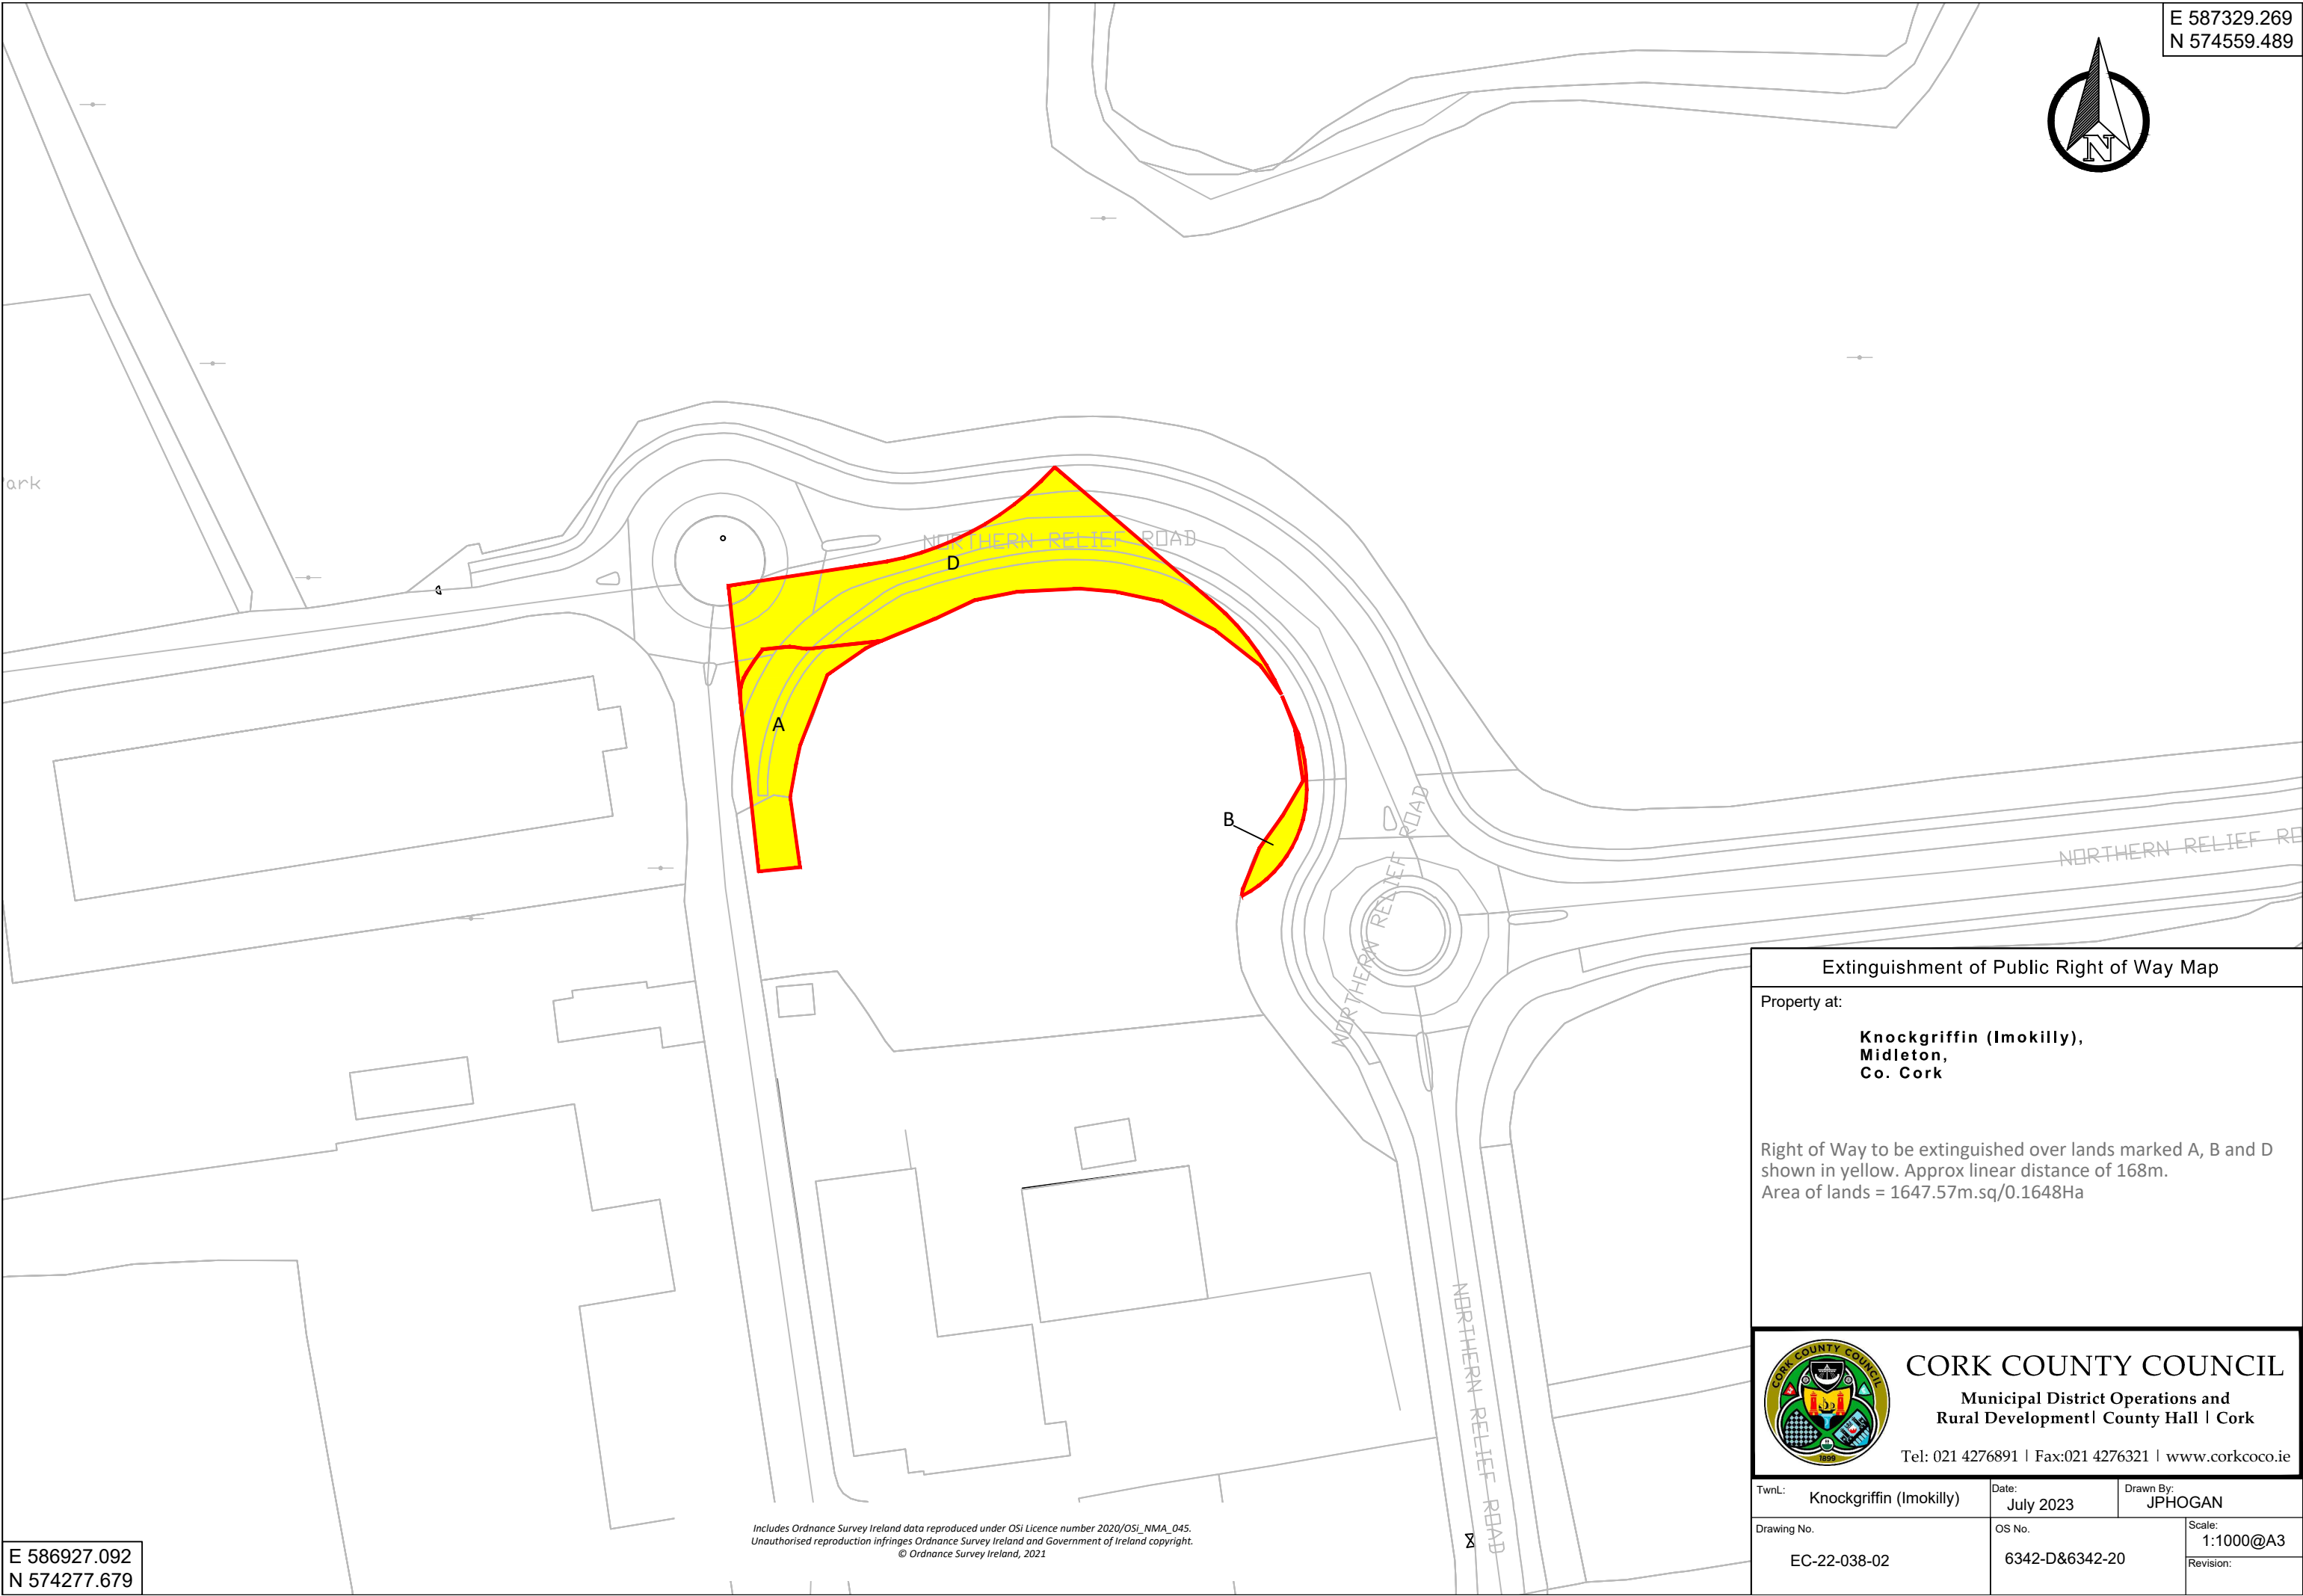 E 587329.269
N 574559.489
N
ark
NORTHERN RELIEF ROAD
D
A
B
NORTHERN RELIEF ROAD
NORTHERN RELIEF RO
NORTHERN RELIEF ROAD
Extinguishment of Public Right of Way Map
Property at:
Knockgriffin (Imokilly),
Midleton,
Co. Cork
Right of Way to be extinguished over lands marked A, B and D
shown in yellow. Approx linear distance of 168m.
Area of lands = 1647.57m.sq/0.1648Ha
CORK COUNTY COUNCIL
1899
CORK COUNTY COUNCIL
Municipal District Operations and
Rural Development| County Hall | Cork
Tel: 021 4276891 | Fax:021 4276321 | www.corkcoco.ie
TwnL: Knockgriffin (Imokilly)
Date: July 2023
Drawn By: JPHOGAN
Drawing No. EC-22-038-02
OS No. 6342-D&6342-20
Scale: 1:1000@A3
Revision:
Includes Ordnance Survey Ireland data reproduced under OSi Licence number 2020/OSi_NMA_045.
Unauthorised reproduction infringes Ordnance Survey Ireland and Government of Ireland copyright.
© Ordnance Survey Ireland, 2021
E 586927.092
N 574277.679